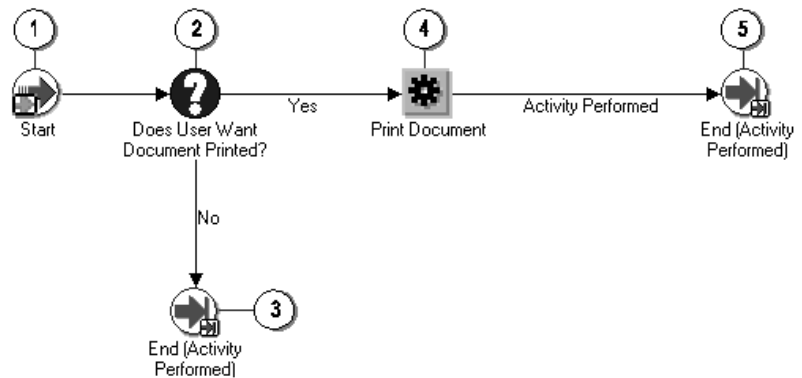 1
2
4
5
Start
Does User Want
Document Printed?
Yes
Print Document
Activity Performed
End (Activity
Performed)
No
3
End (Activity
Performed)